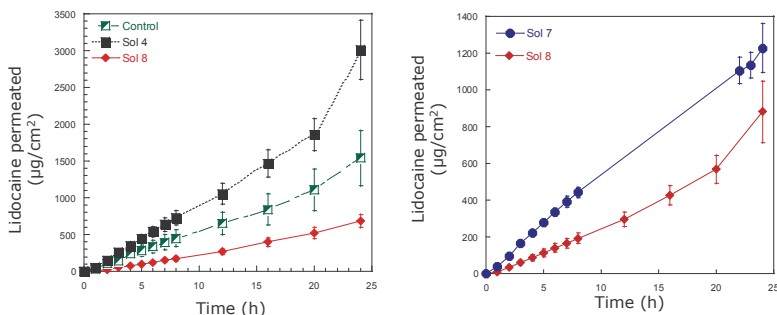 Control
Sol 4
Sol 8
3500
3000
2500
2000
1500
1000
500
0
0 5 10 15 20 25
Time (h)
Lidocaine permeated
(µg/cm²)
Sol 7
Sol 8
1400
1200
1000
800
600
400
200
0
0 5 10 15 20 25
Time (h)
Lidocaine permeated
(µg/cm²)